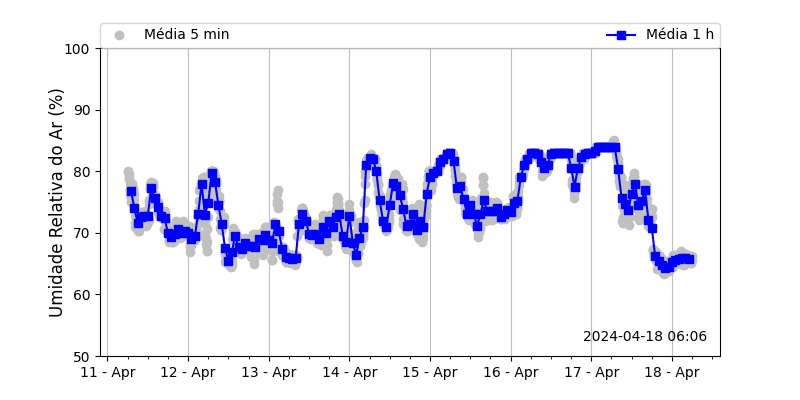 Média 5 min
Média 1 h
Umidade Relativa do Ar (%)
100
90
80
70
60
50
2024-04-18 06:06
11 - Apr
12 - Apr
13 - Apr
14 - Apr
15 - Apr
16 - Apr
17 - Apr
18 - Apr